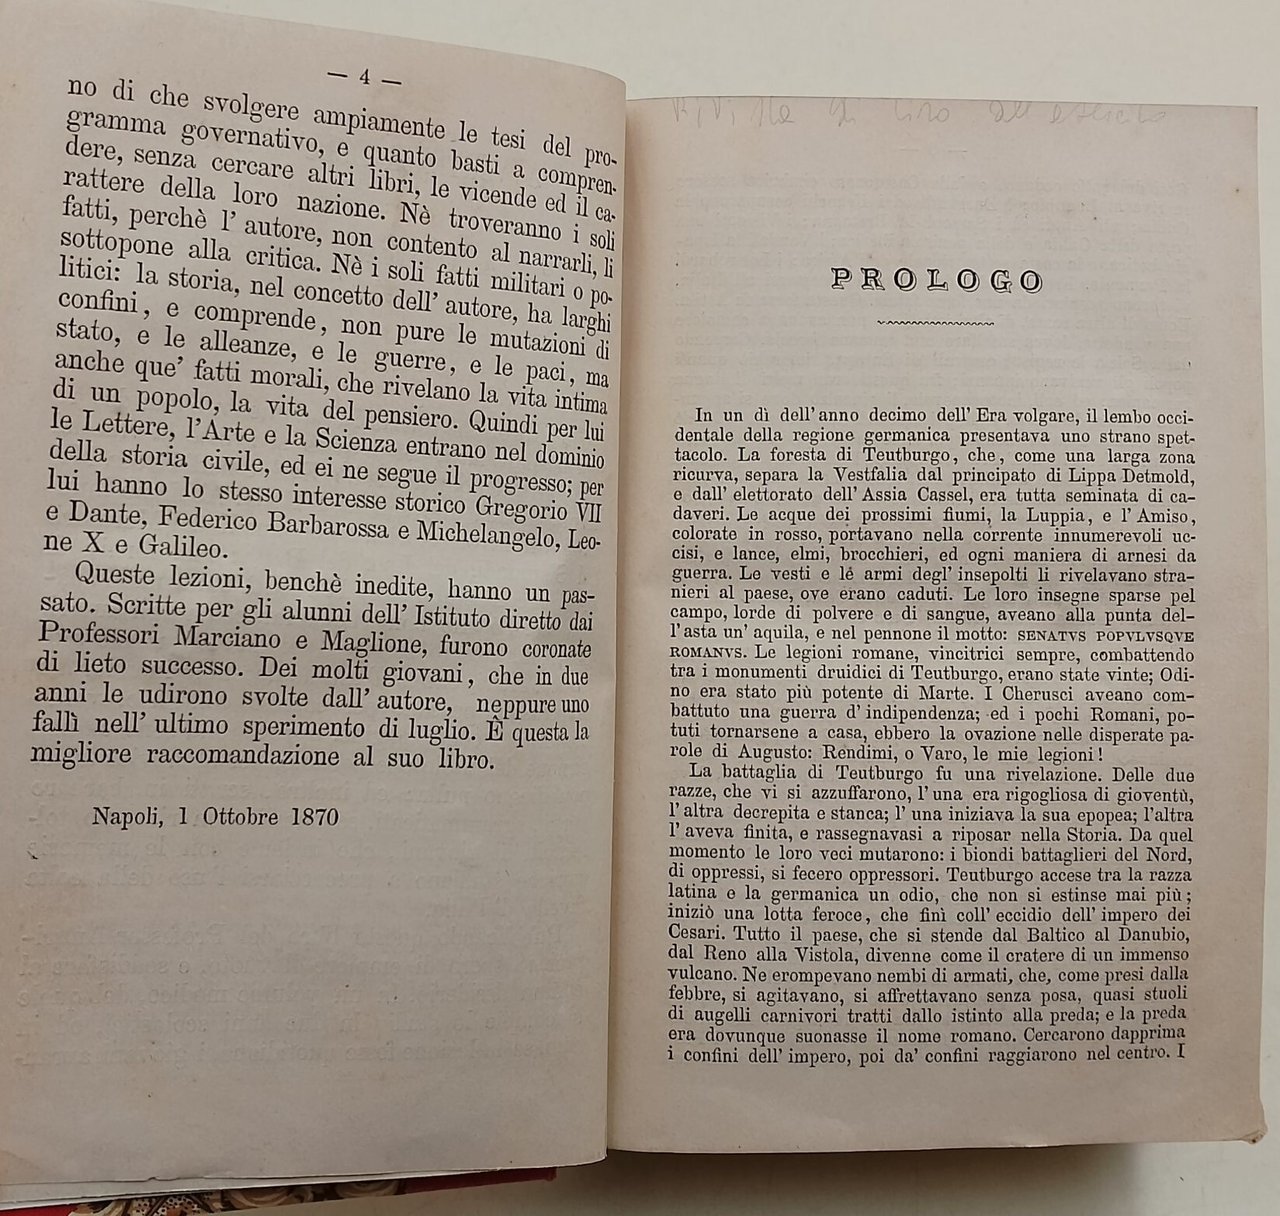 — 4 —
no di che svolgere ampiamente le tesi del pro-
gramma governativo, e quanto basti a compren-
dere, senza cercare altri libri, le vicende ed il ca-
rattere della loro nazione. Nè troveranno i soli
fatti, perchè l' autore, non contento al narrarli, li
sottopone alla critica. Nè i soli fatti militari o po-
litici: la storia, nel concetto dell' autore, ha larghi
confini, e comprende, non pure le mutazioni di
stato, e le alleanze, e le guerre, e le paci, ma
anche que' fatti morali, che rivelano la vita intima
di un popolo, la vita del pensiero. Quindi per lui
le Lettere, l'Arte e la Scienza entrano nel dominio
della storia civile, ed ei ne segue il progresso; per
lui hanno lo stesso interesse storico Gregorio VII
e Dante, Federico Barbarossa e Michelangelo, Leo-
ne X e Galileo.
Queste lezioni, benchè inedite, hanno un pas-
sato. Scritte per gli alunni dell' Istituto diretto dai
Professori Marciano e Maglione, furono coronate
di lieto successo. Dei molti giovani, che in due
anni le udirono svolte dall' autore, neppure uno
fallì nell' ultimo sperimento di luglio. È questa la
migliore raccomandazione al suo libro.
Napoli, 1 Ottobre 1870
PROLOGO
In un dì dell' anno decimo dell' Era volgare, il lembo occi-
dentale della regione germanica presentava uno strano spet-
tacolo. La foresta di Teutburgo, che, come una larga zona
ricurva, separa la Vestfalia dal principato di Lippa Detmold,
e dall' elettorato dell' Assia Cassel, era tutta seminata di ca-
daveri. Le acque dei prossimi fiumi, la Luppia, e l' Amiso,
colorate in rosso, portavano nella corrente innumerevoli uc-
cisi, e lance, elmi, brocchieri, ed ogni maniera di arnesi da
guerra. Le vesti e le armi degl' insepolti li rivelavano stra-
nieri al paese, ove erano caduti. Le loro insegne sparse pel
campo, lorde di polvere e di sangue, aveano alla punta del-
l' asta un' aquila, e nel pennone il motto: SENATVS POPVLVSQVE
ROMANVS. Le legioni romane, vincitrici sempre, combattendo
tra i monumenti druidici di Teutburgo, erano state vinte; Odi-
no era stato più potente di Marte. I Cherusci aveano com-
battuto una guerra d' indipendenza; ed i pochi Romani, po-
tuti tornarsene a casa, ebbero la ovazione nelle disperate pa-
role di Augusto: Rendimi, o Varo, le mie legioni!
La battaglia di Teutburgo fu una rivelazione. Delle due
razze, che vi si azzuffarono, l' una era rigogliosa di gioventù,
l' altra decrepita e stanca; l' una iniziava la sua epopea; l'altra
l' aveva finita, e rassegnavasi a riposar nella Storia. Da quel
momento le loro veci mutarono: i biondi battaglieri del Nord,
di oppressi, si fecero oppressori. Teutburgo accese tra la razza
latina e la germanica un odio, che non si estinse mai più;
iniziò una lotta feroce, che finì coll' eccidio dell' impero dei
Cesari. Tutto il paese, che si stende dal Baltico al Danubio,
dal Reno alla Vistola, divenne come il cratere di un immenso
vulcano. Ne erompevano nembi di armati, che, come presi dalla
febbre, si agitavano, si affrettavano senza posa, quasi stuoli
di augelli carnivori tratti dallo istinto alla preda; e la preda
era dovunque suonasse il nome romano. Cercarono dapprima
i confini dell' impero, poi da' confini raggiarono nel centro. I